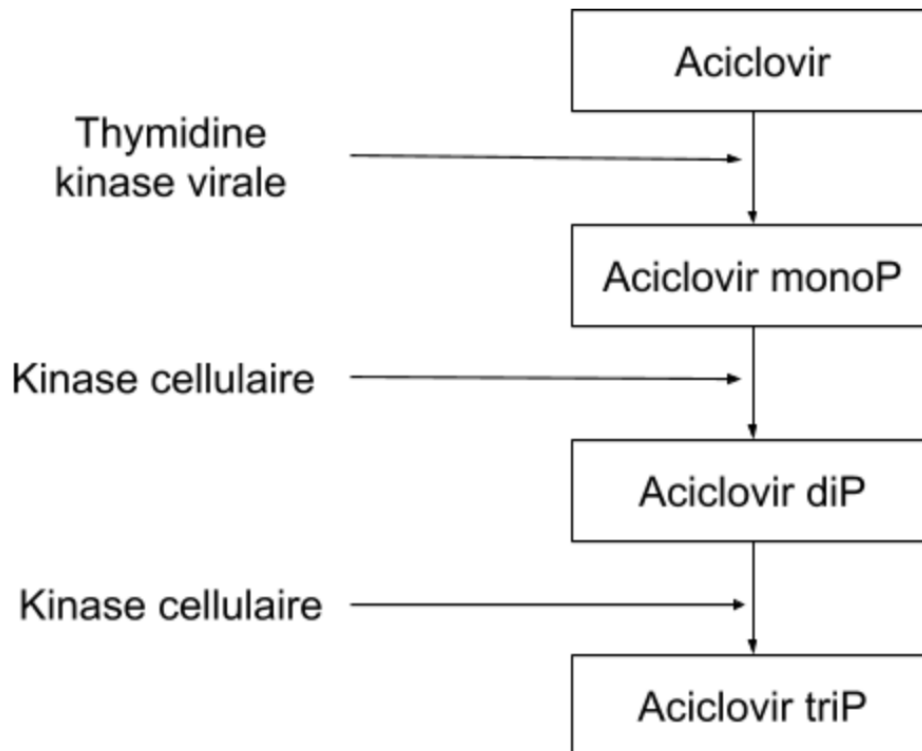 Aciclovir
Thymidine
kinase virale
Aciclovir monoP
Kinase cellulaire
Aciclovir diP
Kinase cellulaire
Aciclovir triP